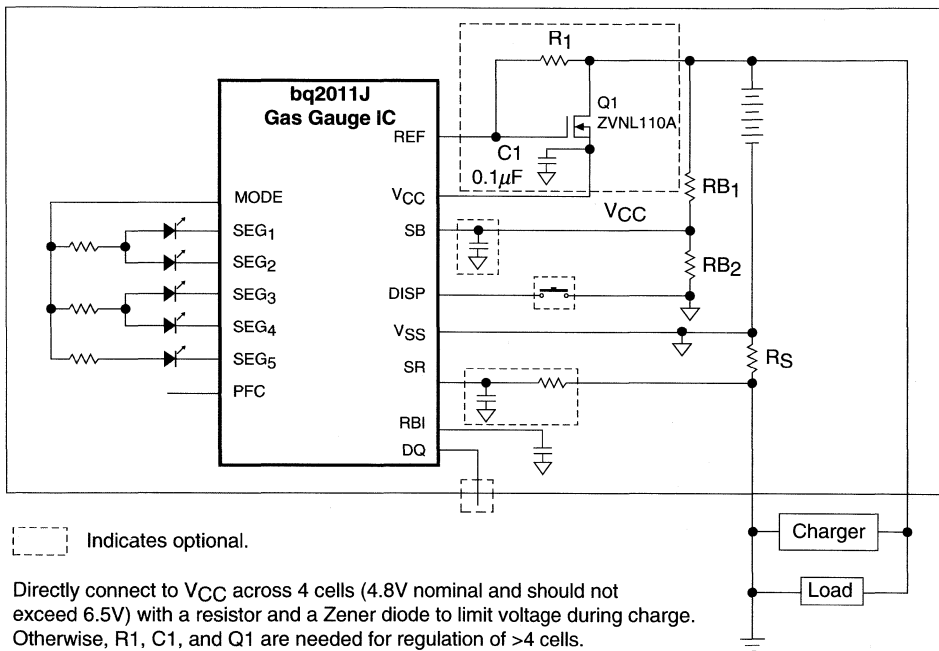 bq2011J
Gas Gauge IC
R1
Q1
ZVNL110A
REF
C1
0.1µF
VCC
VCC
MODE
SEG1
SEG2
SEG3
SEG4
SEG5
PFC
SB
RB1
RB2
DISP
VSS
SR
RS
RBI
DQ
Charger
Load
Indicates optional.
Directly connect to VCC across 4 cells (4.8V nominal and should not
exceed 6.5V) with a resistor and a Zener diode to limit voltage during charge.
Otherwise, R1, C1, and Q1 are needed for regulation of >4 cells.